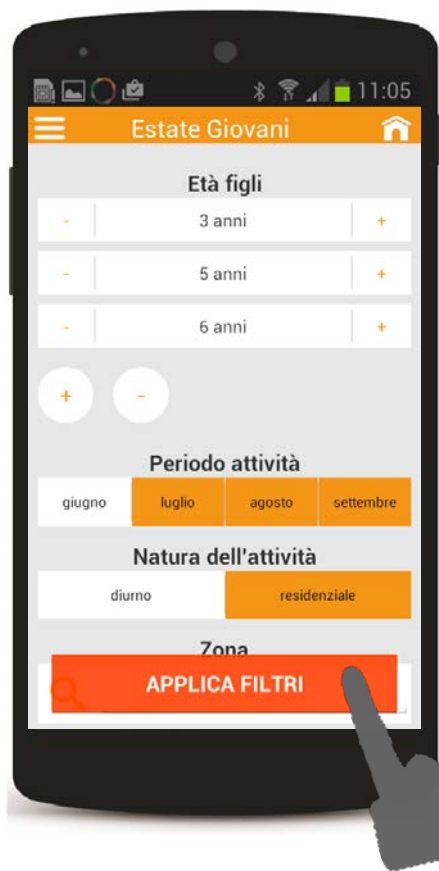 11:05
Estate Giovani
Età figli
- 3 anni +
- 5 anni +
- 6 anni +
+ -
Periodo attività
giugno luglio agosto settembre
Natura dell'attività
diurno residenziale
Zona
APPLICA FILTRI